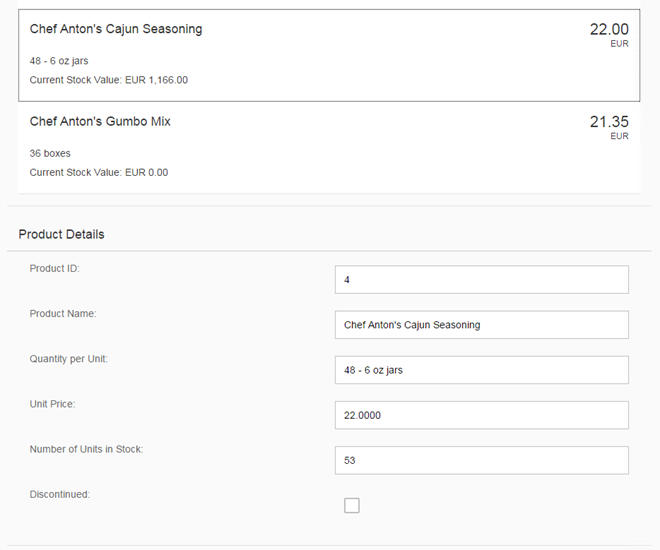 Chef Anton's Cajun Seasoning 22.00
EUR
48 - 6 oz jars
Current Stock Value: EUR 1,166.00
Chef Anton's Gumbo Mix 21.35
EUR
36 boxes
Current Stock Value: EUR 0.00
Product Details
Product ID: 4
Product Name: Chef Anton's Cajun Seasoning
Quantity per Unit: 48 - 6 oz jars
Unit Price: 22.0000
Number of Units in Stock: 53
Discontinued: